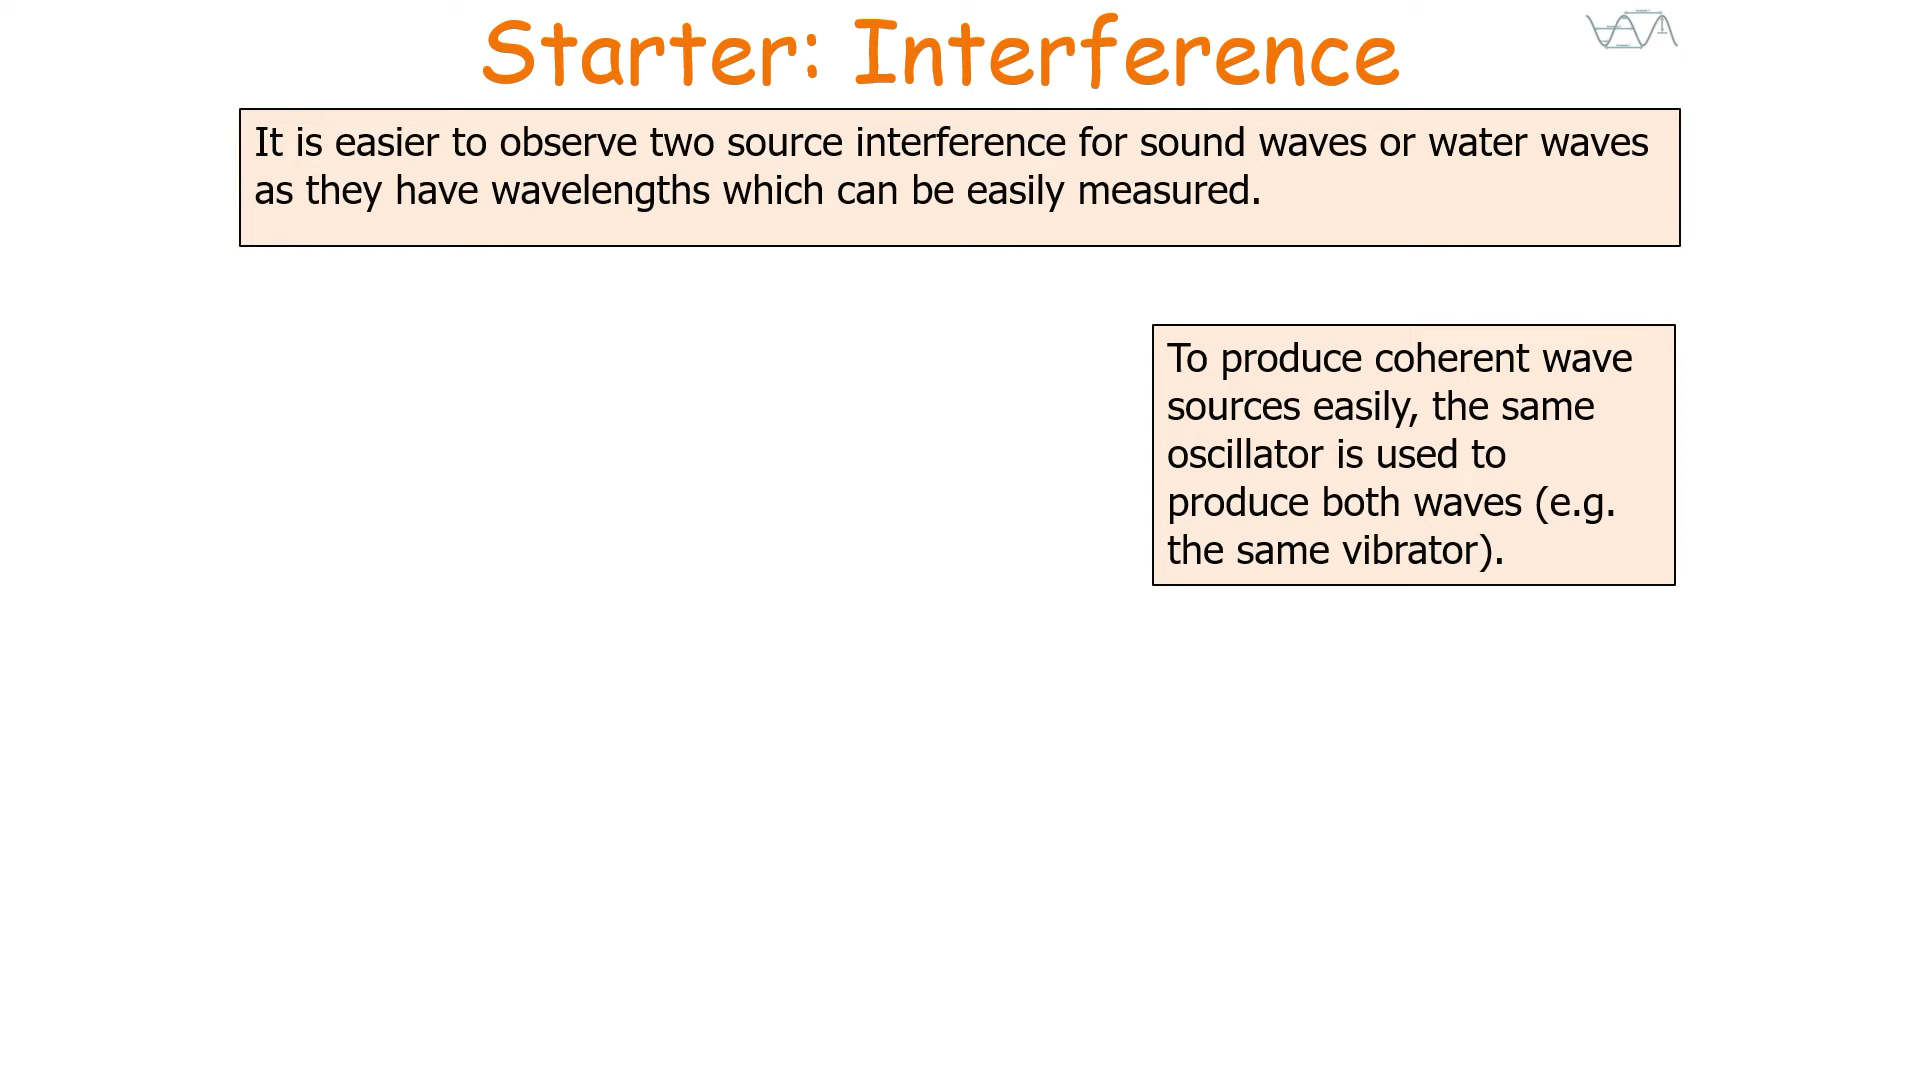 Starter: Interference
It is easier to observe two source interference for sound waves or water waves
as they have wavelengths which can be easily measured.
To produce coherent wave
sources easily, the same
oscillator is used to
produce both waves (e.g.
the same vibrator).